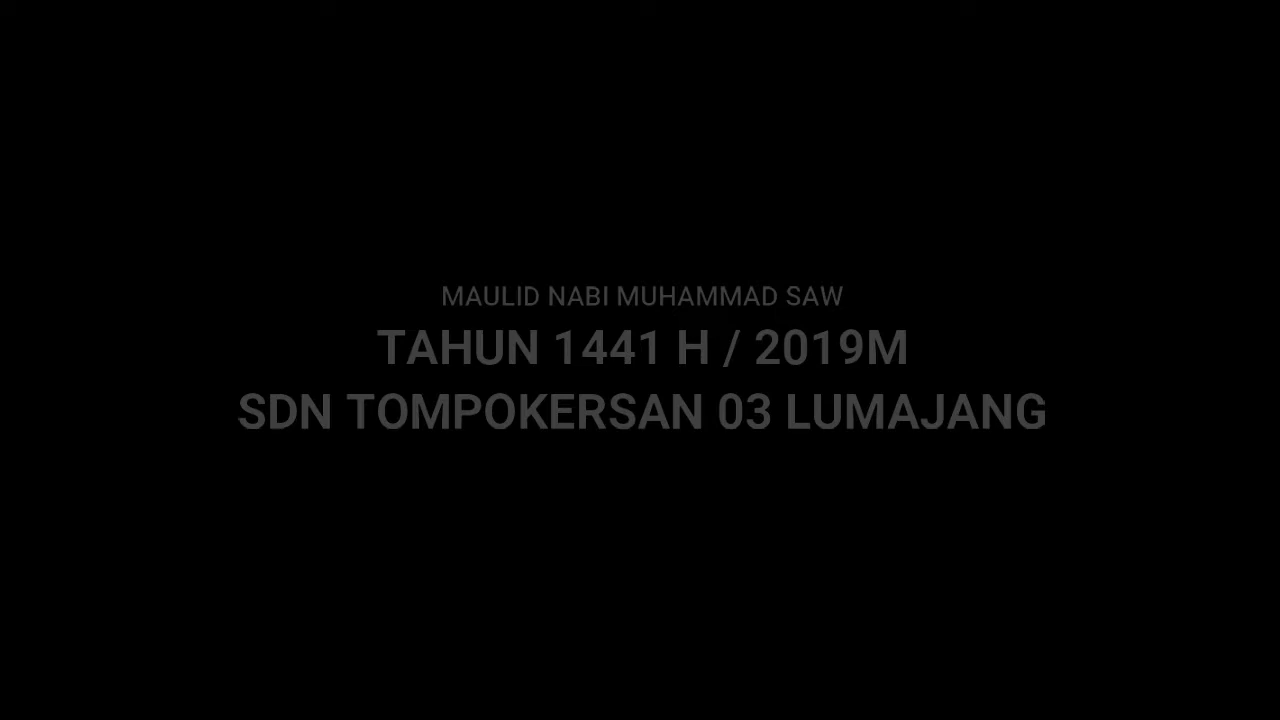 MAULID NABI MUHAMMAD SAW
TAHUN 1441 H / 2019M
SDN TOMPOKERSAN 03 LUMAJANG